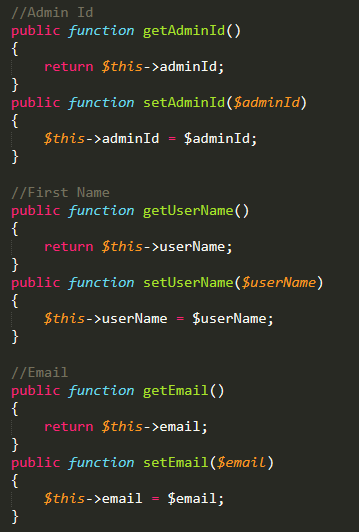 //Admin Id
public function getAdminId()
{
    return $this->adminId;
}
public function setAdminId($adminId)
{
    $this->adminId = $adminId;
}

//First Name
public function getUserName()
{
    return $this->userName;
}
public function setUserName($userName)
{
    $this->userName = $userName;
}

//Email
public function getEmail()
{
    return $this->email;
}
public function setEmail($email)
{
    $this->email = $email;
}